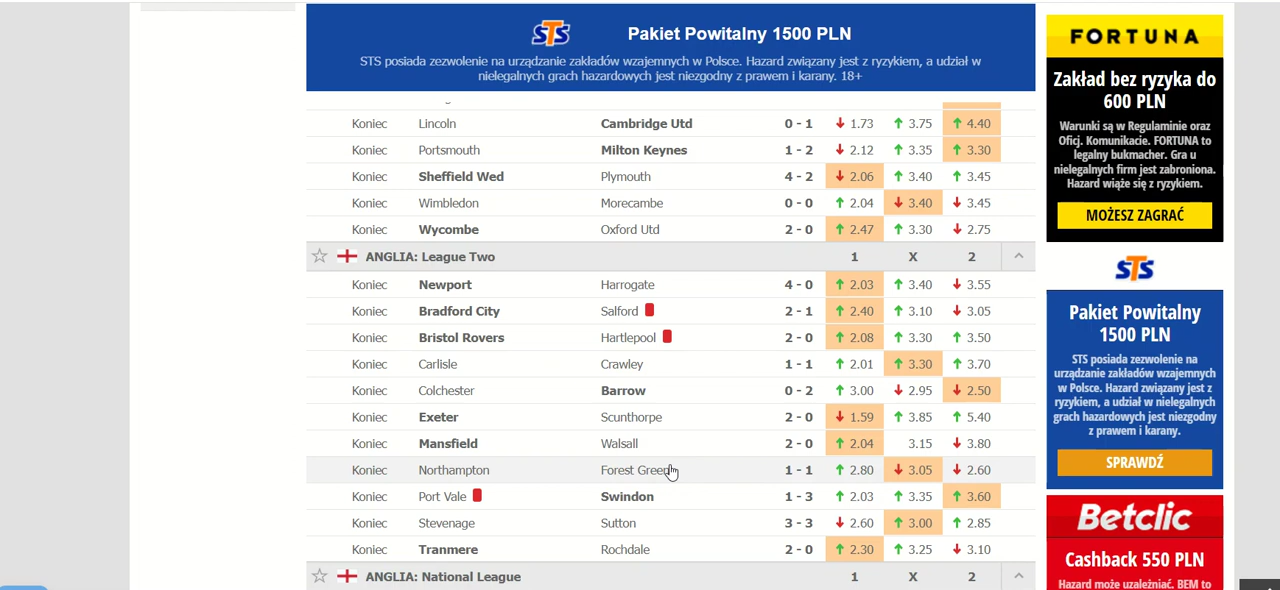 STS Pakiet Powitalny 1500 PLN
STS posiada zezwolenie na urządzanie zakładów wzajemnych w Polsce. Hazard związany jest z ryzykiem, a udział w
nielegalnych grach hazardowych jest niezgodny z prawem i karany. 18+
Koniec Lincoln Cambridge Utd 0 - 1 1.73 3.75 4.40
Koniec Portsmouth Milton Keynes 1 - 2 2.12 3.35 3.30
Koniec Sheffield Wed Plymouth 4 - 2 2.06 3.40 3.45
Koniec Wimbledon Morecambe 0 - 0 2.04 3.40 3.45
Koniec Wycombe Oxford Utd 2 - 0 2.47 3.30 2.75
ANGLIA: League Two 1 X 2
Koniec Newport Harrogate 4 - 0 2.03 3.40 3.55
Koniec Bradford City Salford 2 - 1 2.40 3.10 3.05
Koniec Bristol Rovers Hartlepool 2 - 0 2.08 3.30 3.50
Koniec Carlisle Crawley 1 - 1 2.01 3.30 3.70
Koniec Colchester Barrow 0 - 2 3.00 2.95 2.50
Koniec Exeter Scunthorpe 2 - 0 1.59 3.85 5.40
Koniec Mansfield Walsall 2 - 0 2.04 3.15 3.80
Koniec Northampton Forest Green 1 - 1 2.80 3.05 2.60
Koniec Port Vale Swindon 1 - 3 2.03 3.35 3.60
Koniec Stevenage Sutton 3 - 3 2.60 3.00 2.85
Koniec Tranmere Rochdale 2 - 0 2.30 3.25 3.10
ANGLIA: National League 1 X 2
FORTUNA
Zakład bez ryzyka do
600 PLN
Warunki są w Regulaminie oraz
Oficj. Komunikacie. FORTUNA to
legalny bukmacher. Gra u
nielegalnych firm jest zabroniona.
Hazard wiąże się z ryzykiem.
MOŻESZ ZAGRAĆ
STS
Pakiet Powitalny
1500 PLN
STS posiada zezwolenie na
urządzanie zakładów wzajemnych
w Polsce. Hazard związany jest z
ryzykiem, a udział w nielegalnych
grach hazardowych jest niezgodny
z prawem i karany.
SPRAWDŹ
Betclic
Cashback 550 PLN
Hazard może uzależniać. BEM to